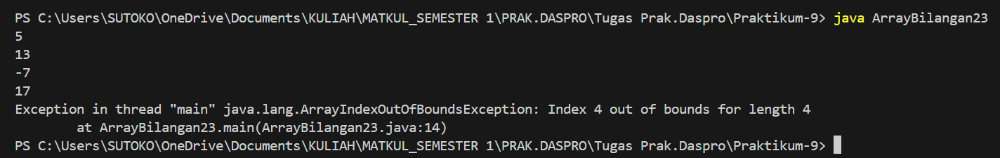 PS C:\Users\SUTOKO\OneDrive\Documents\KULIAH\MATKUL_SEMESTER 1\PRAK.DASPRO\Tugas Prak.Daspro\Praktikum-9> java ArrayBilangan23
5
13
-7
17
Exception in thread "main" java.lang.ArrayIndexOutOfBoundsException: Index 4 out of bounds for length 4
        at ArrayBilangan23.main(ArrayBilangan23.java:14)
PS C:\Users\SUTOKO\OneDrive\Documents\KULIAH\MATKUL_SEMESTER 1\PRAK.DASPRO\Tugas Prak.Daspro\Praktikum-9>